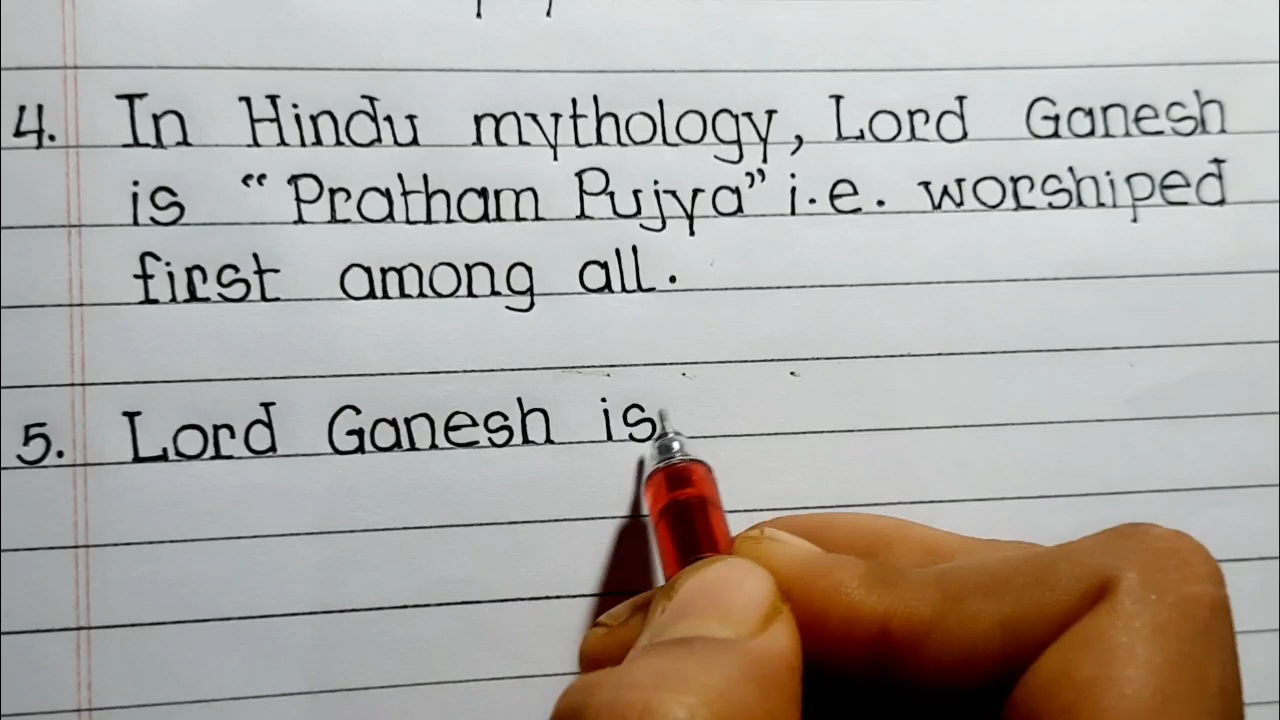 4. In Hindu mythology, Lord Ganesh
is “Pratham Pujya” i.e. worshiped
first among all.
5. Lord Ganesh is